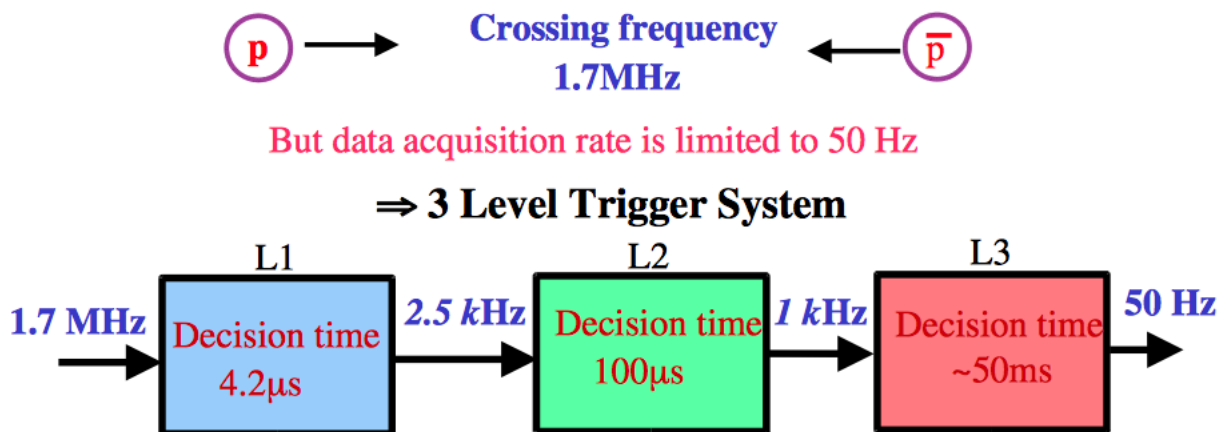 p Crossing frequency p̅
1.7MHz
But data acquisition rate is limited to 50 Hz
⇒ 3 Level Trigger System
L1 L2 L3
1.7 MHz 2.5 kHz 1 kHz 50 Hz
Decision time Decision time Decision time
4.2μs 100μs ~50ms